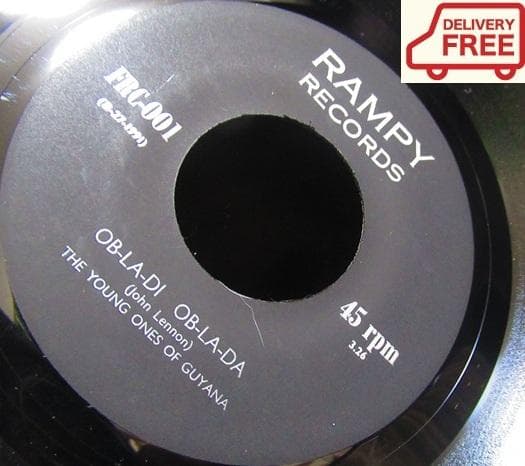 DELIVERY
FREE
RAMPY
RECORDS
FRC-001
45 rpm
3.26
OB-LA-DI OB-LA-DA
(John Lennon)
THE YOUNG ONES OF GUYANA